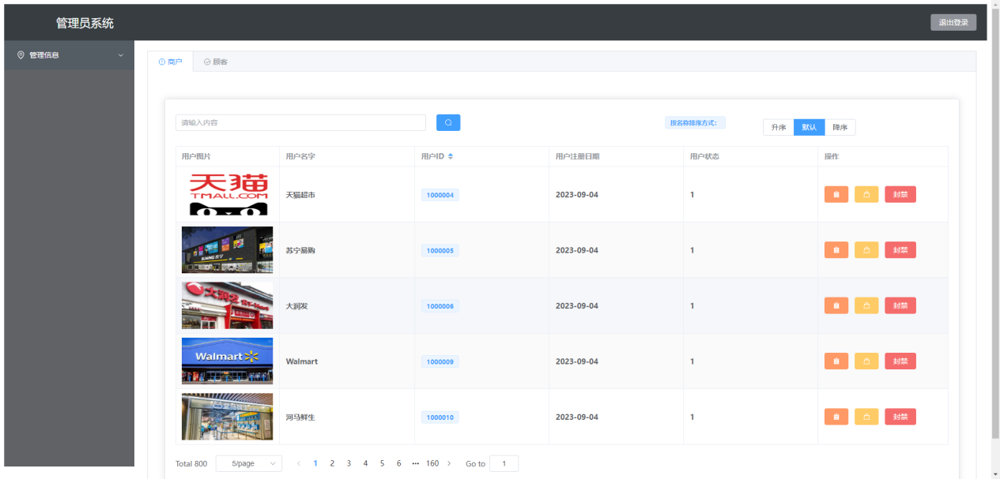 管理员系统
退出登录
管理信息
商户 顾客
请输入内容
按名称排序方式：
升序 默认 降序
用户图片 用户名字 用户ID 用户注册日期 用户状态 操作
天猫
TMALL.COM
天猫超市 1000004 2023-09-04 1 封禁
苏宁易购 1000005 2023-09-04 1 封禁
大润发 RT-Mart
大润发 1000006 2023-09-04 1 封禁
Walmart
Walmart 1000009 2023-09-04 1 封禁
河马鲜生 1000010 2023-09-04 1 封禁
Total 800 5/page 1 2 3 4 5 6 ··· 160 Go to 1